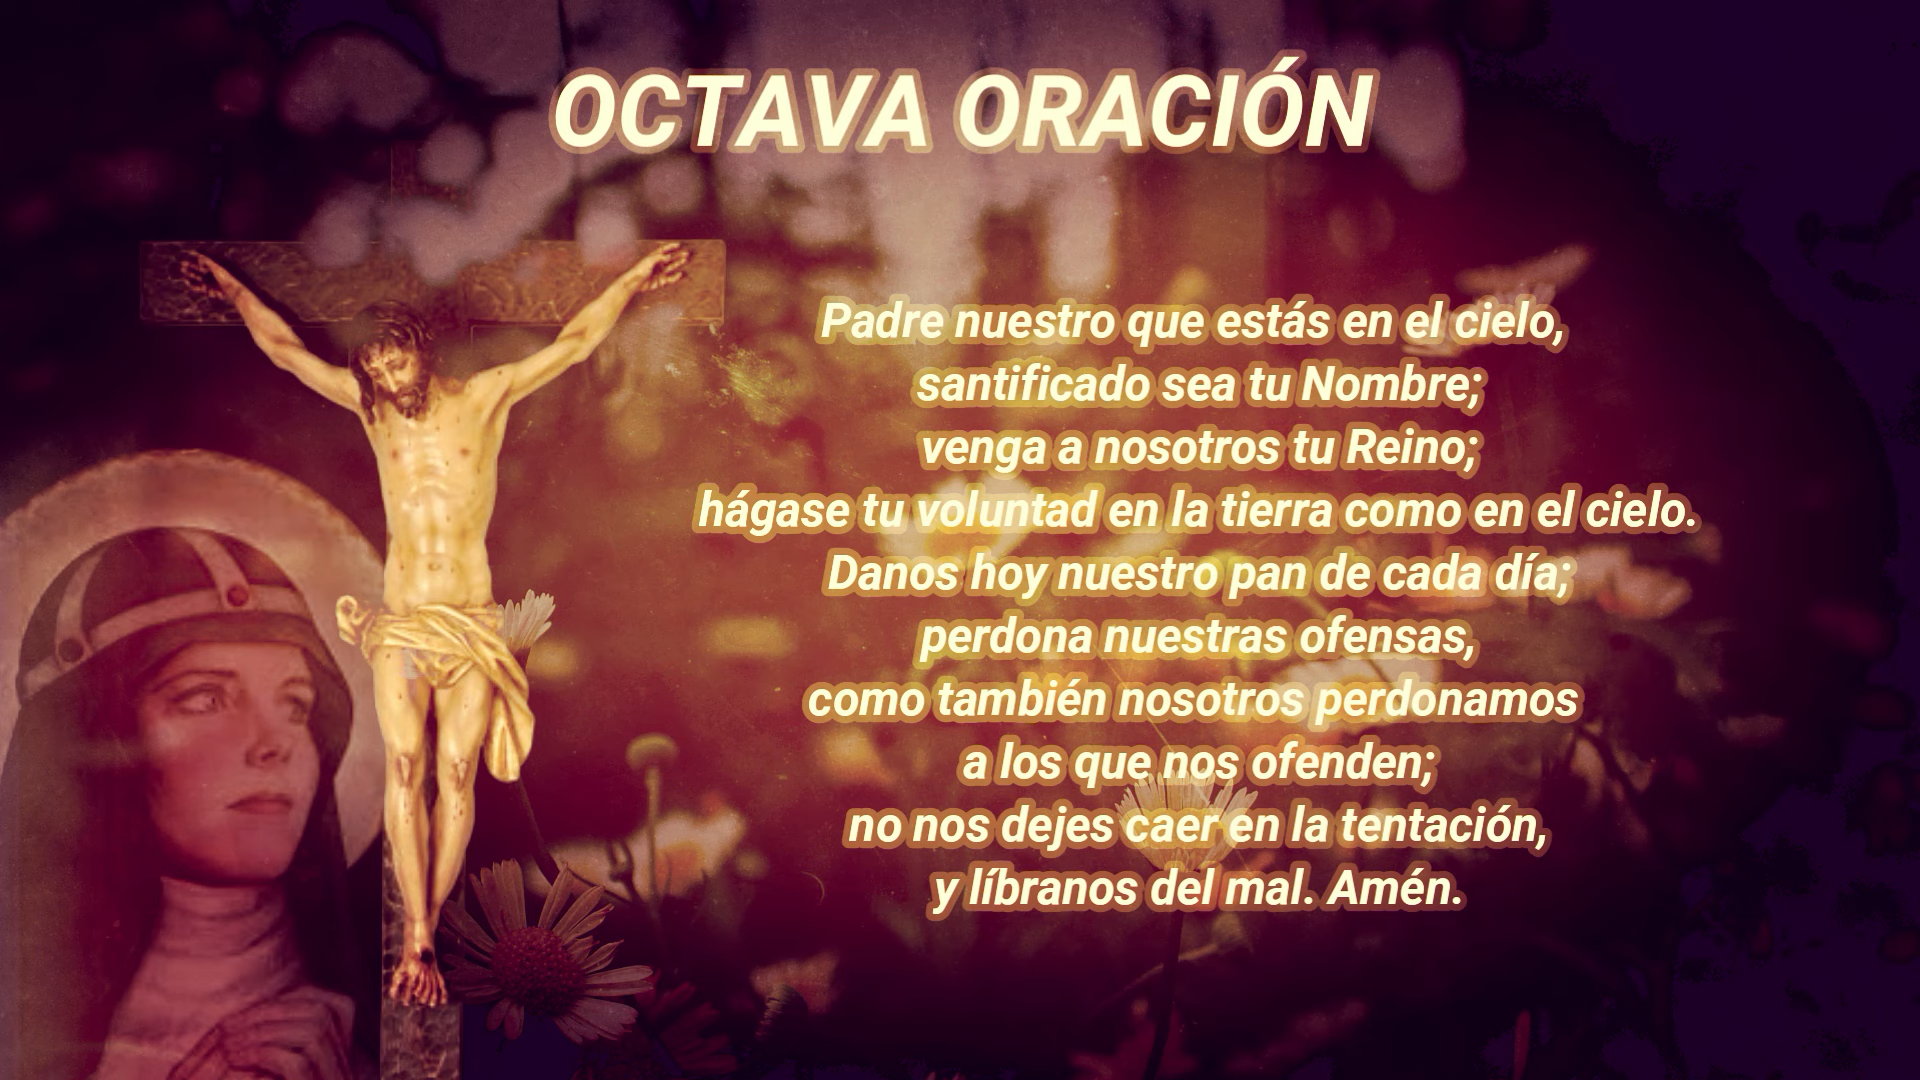 OCTAVA ORACIÓN
Padre nuestro que estás en el cielo,
santificado sea tu Nombre;
venga a nosotros tu Reino;
hágase tu voluntad en la tierra como en el cielo.
Danos hoy nuestro pan de cada día;
perdona nuestras ofensas,
como también nosotros perdonamos
a los que nos ofenden;
no nos dejes caer en la tentación,
y líbranos del mal. Amén.